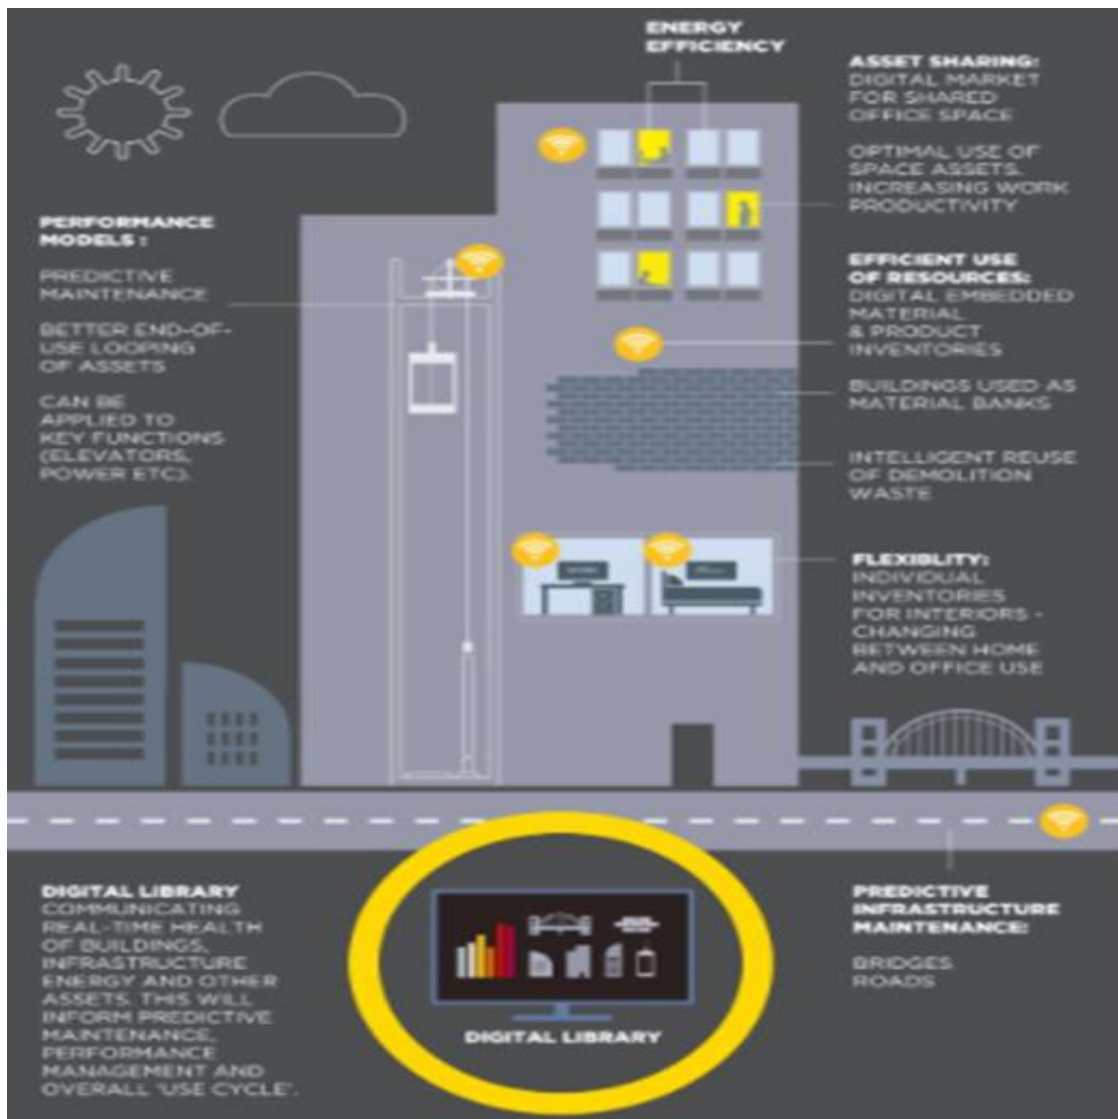 ENERGY
EFFICIENCY
ASSET SHARING:
DIGITAL MARKET
FOR SHARED
OFFICE SPACE
OPTIMAL USE OF
SPACE ASSETS.
INCREASING WORK
PRODUCTIVITY
PERFORMANCE
MODELS :
PREDICTIVE
MAINTENANCE
BETTER END-OF-
USE LOOPING
OF ASSETS
CAN BE
APPLIED TO
KEY FUNCTIONS
(ELEVATORS,
POWER ETC).
EFFICIENT USE
OF RESOURCES:
DIGITAL EMBEDDED
MATERIAL
& PRODUCT
INVENTORIES
BUILDINGS USED AS
MATERIAL BANKS
INTELLIGENT REUSE
OF DEMOLITION
WASTE
FLEXIBLITY:
INDIVIDUAL
INVENTORIES
FOR INTERIORS -
CHANGING
BETWEEN HOME
AND OFFICE USE
DIGITAL LIBRARY
COMMUNICATING
REAL-TIME HEALTH
OF BUILDINGS,
INFRASTRUCTURE
ENERGY AND OTHER
ASSETS. THIS WILL
INFORM PREDICTIVE
MAINTENANCE,
PERFORMANCE
MANAGEMENT AND
OVERALL 'USE CYCLE'.
DIGITAL LIBRARY
PREDICTIVE
INFRASTRUCTURE
MAINTENANCE:
BRIDGES
ROADS